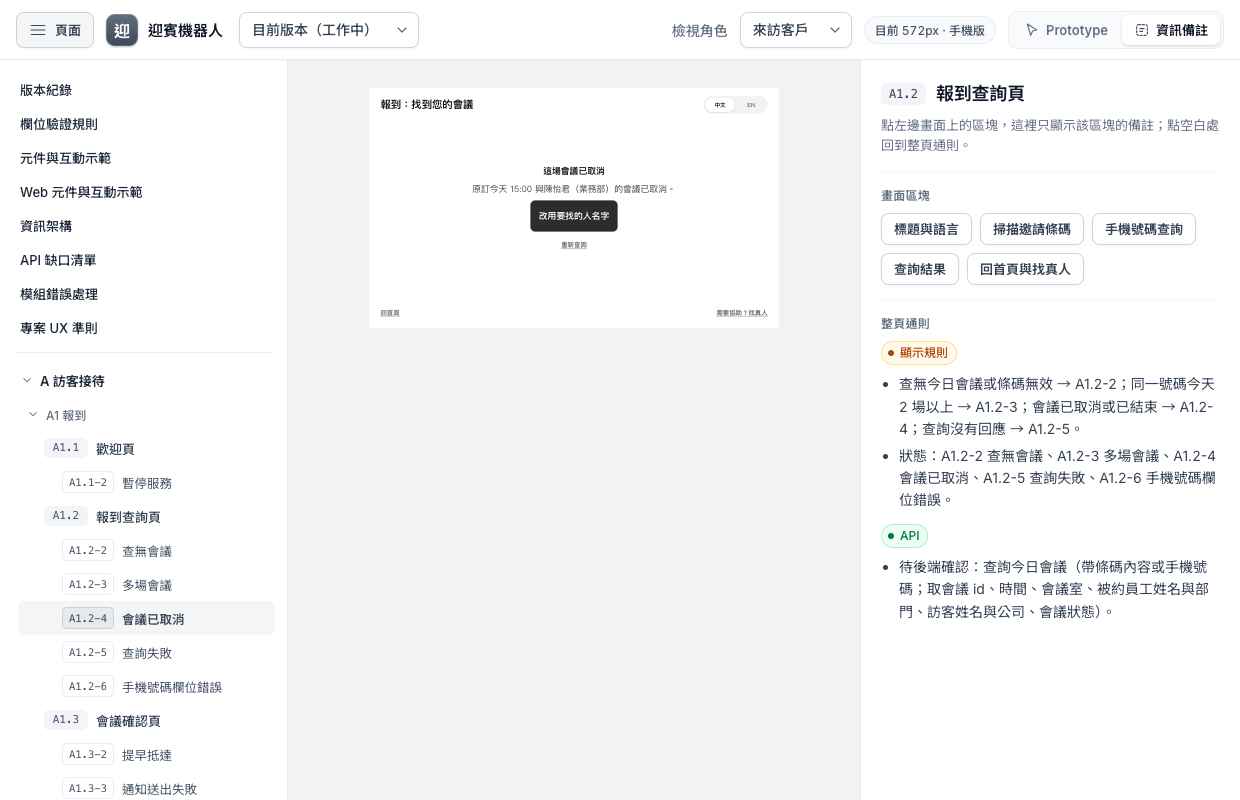 頁面
迎
迎賓機器人
目前版本（工作中）
檢視角色
來訪客戶
目前 572px · 手機版
Prototype
資訊備註
版本紀錄
欄位驗證規則
元件與互動示範
Web 元件與互動示範
資訊架構
API 缺口清單
模組錯誤處理
專案 UX 準則
A 訪客接待
A1 報到
A1.1 歡迎頁
A1.1-2 暫停服務
A1.2 報到查詢頁
A1.2-2 查無會議
A1.2-3 多場會議
A1.2-4 會議已取消
A1.2-5 查詢失敗
A1.2-6 手機號碼欄位錯誤
A1.3 會議確認頁
A1.3-2 提早抵達
A1.3-3 通知送出失敗
報到：找到您的會議
中文
EN
這場會議已取消
原訂今天 15:00 與陳怡君（業務部）的會議已取消。
改用要找的人名字
重新查詢
回首頁
需要協助？找真人
A1.2 報到查詢頁
點左邊畫面上的區塊，這裡只顯示該區塊的備註；點空白處
回到整頁通則。
畫面區塊
標題與語言
掃描邀請條碼
手機號碼查詢
查詢結果
回首頁與找真人
整頁通則
顯示規則
查無今日會議或條碼無效 → A1.2-2；同一號碼今天
2 場以上 → A1.2-3；會議已取消或已結束 → A1.2-
4；查詢沒有回應 → A1.2-5。
狀態：A1.2-2 查無會議、A1.2-3 多場會議、A1.2-4
會議已取消、A1.2-5 查詢失敗、A1.2-6 手機號碼欄
位錯誤。
API
待後端確認：查詢今日會議（帶條碼內容或手機號
碼；取會議 id、時間、會議室、被約員工姓名與部
門、訪客姓名與公司、會議狀態）。